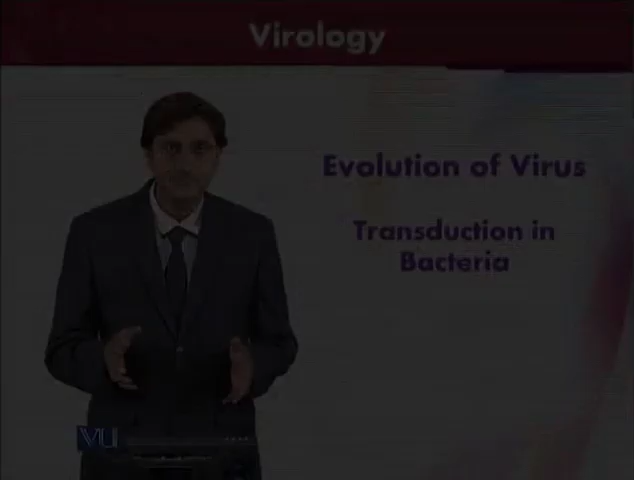 Virology
Evolution of Virus
Transduction in
Bacteria
VU